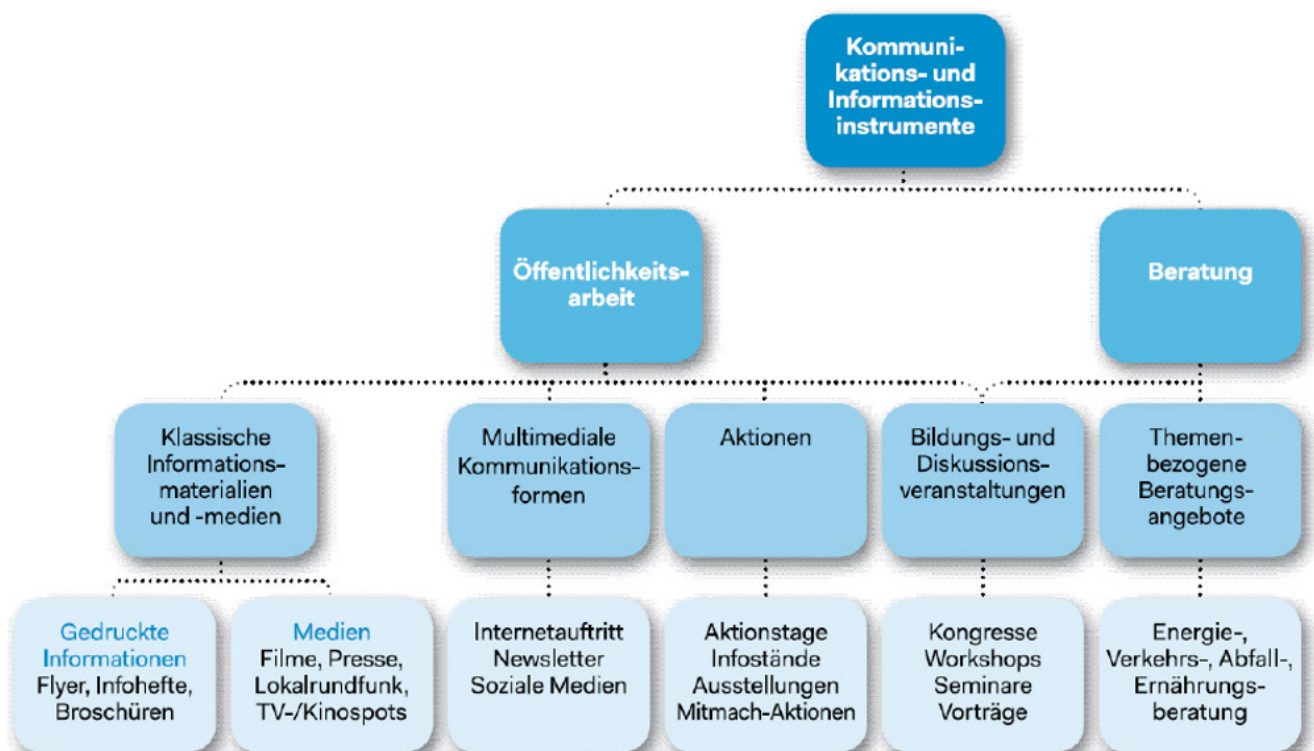 Kommuni-
kations- und
Informations-
instrumente
Öffentlichkeits-
arbeit
Beratung
Klassische
Informations-
materialien
und -medien
Multimediale
Kommunikations-
formen
Aktionen
Bildungs- und
Diskussions-
veranstaltungen
Themen-
bezogene
Beratungs-
angebote
Gedruckte
Informationen
Flyer, Infohefte,
Broschüren
Medien
Filme, Presse,
Lokalrundfunk,
TV-/Kinospots
Internetauftritt
Newsletter
Soziale Medien
Aktionstage
Infostände
Ausstellungen
Mitmach-Aktionen
Kongresse
Workshops
Seminare
Vorträge
Energie-,
Verkehrs-, Abfall-,
Ernährungs-
beratung